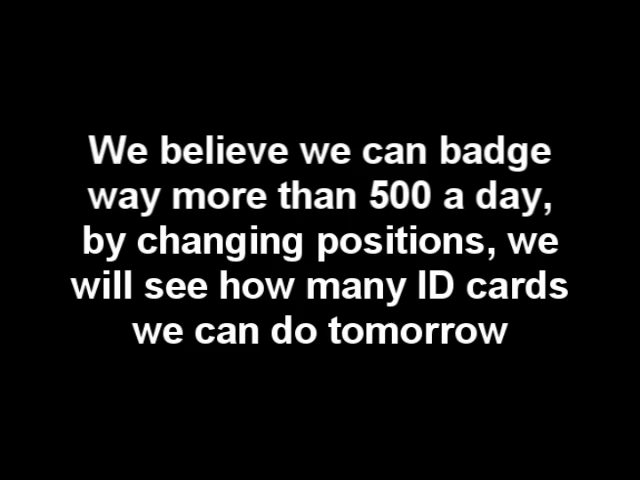 We believe we can badge
way more than 500 a day,
by changing positions, we
will see how many ID cards
we can do tomorrow